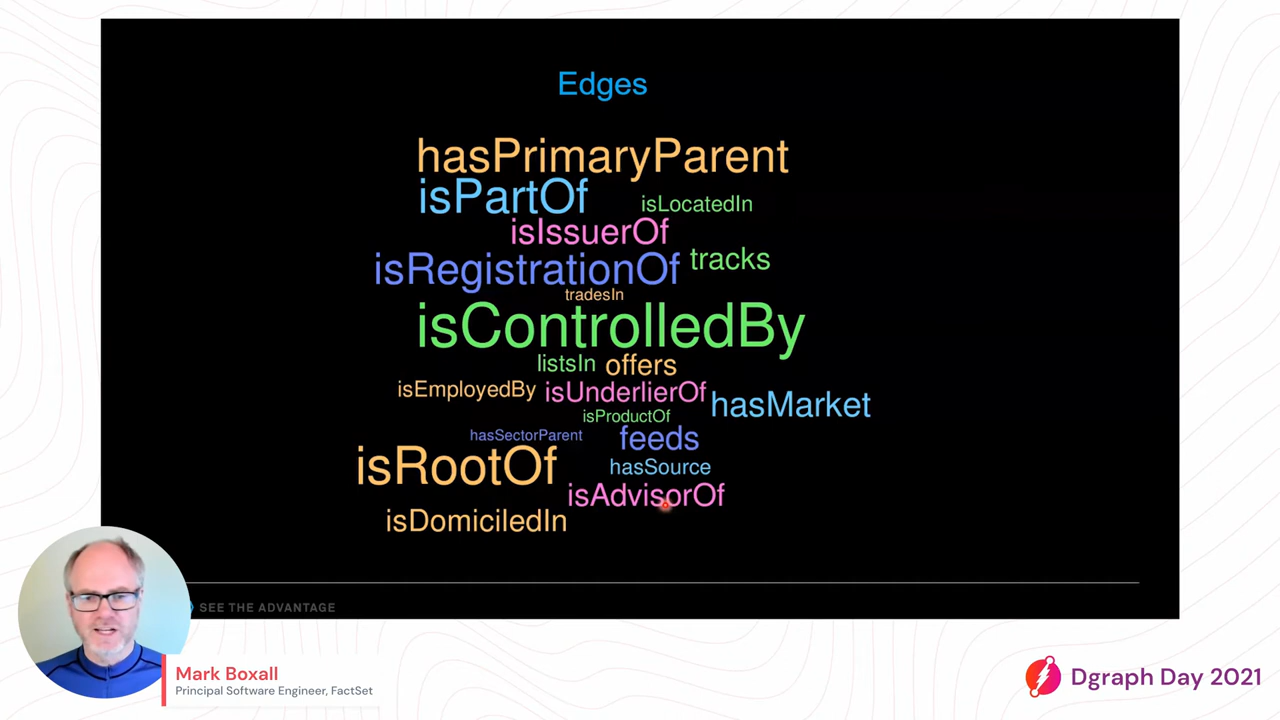 Edges
hasPrimaryParent
isPartOf
isLocatedIn
isIssuerOf
isRegistrationOf
tracks
tradesIn
isControlledBy
listsIn
offers
isEmployedBy
isUnderlierOf
hasMarket
isProductOf
hasSectorParent
feeds
isRootOf
hasSource
isAdvisorOf
isDomiciledIn
SEE THE ADVANTAGE
Mark Boxall
Principal Software Engineer, FactSet
Dgraph Day 2021